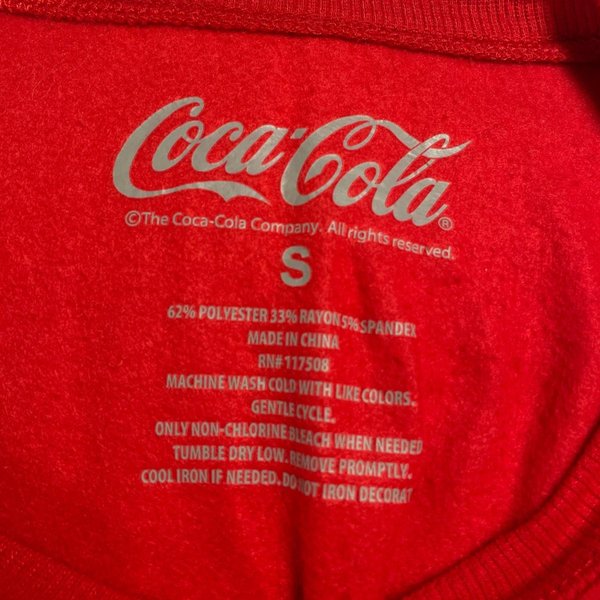 Coca-Cola®
©The Coca-Cola Company. All rights reserved.
S
62% POLYESTER 33% RAYON 5% SPANDEX
MADE IN CHINA
RN#117508
MACHINE WASH COLD WITH LIKE COLORS.
GENTLE CYCLE.
ONLY NON-CHLORINE BLEACH WHEN NEEDED
TUMBLE DRY LOW. REMOVE PROMPTLY.
COOL IRON IF NEEDED. DO NOT IRON DECORAT